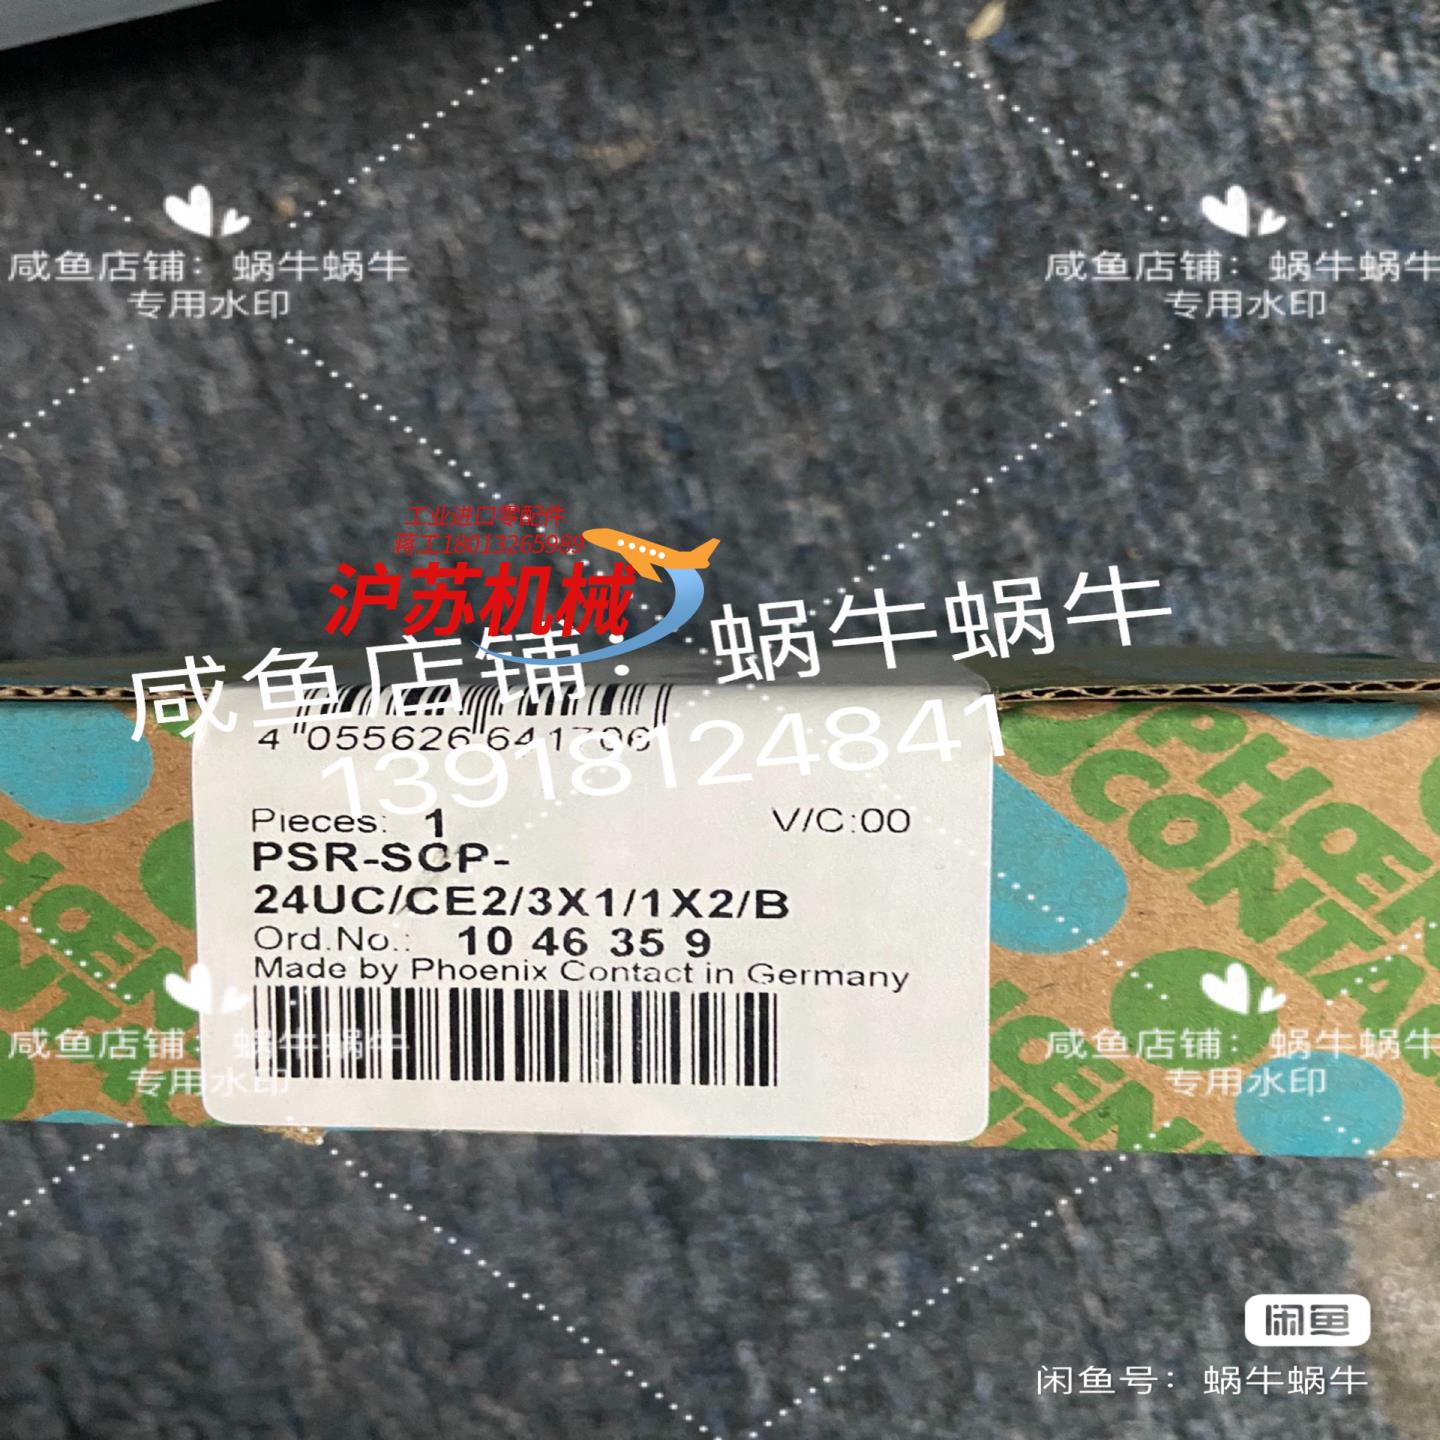 咸鱼店铺：蜗牛蜗牛
专用水印
咸鱼店铺：蜗牛蜗牛
专用水印
工业进口零配件
蒋工18013265989
沪苏机械
咸鱼店铺：蜗牛蜗牛
13918124841
4 055626 641706
Pieces: 1 V/C:00
PSR-SCP-
24UC/CE2/3X1/1X2/B
Ord.No.: 10 46 35 9
Made by Phoenix Contact in Germany
PHŒN
CONTA
咸鱼店铺：蜗牛蜗牛
专用水印
咸鱼店铺：蜗牛蜗牛
专用水印
闲鱼
闲鱼号：蜗牛蜗牛